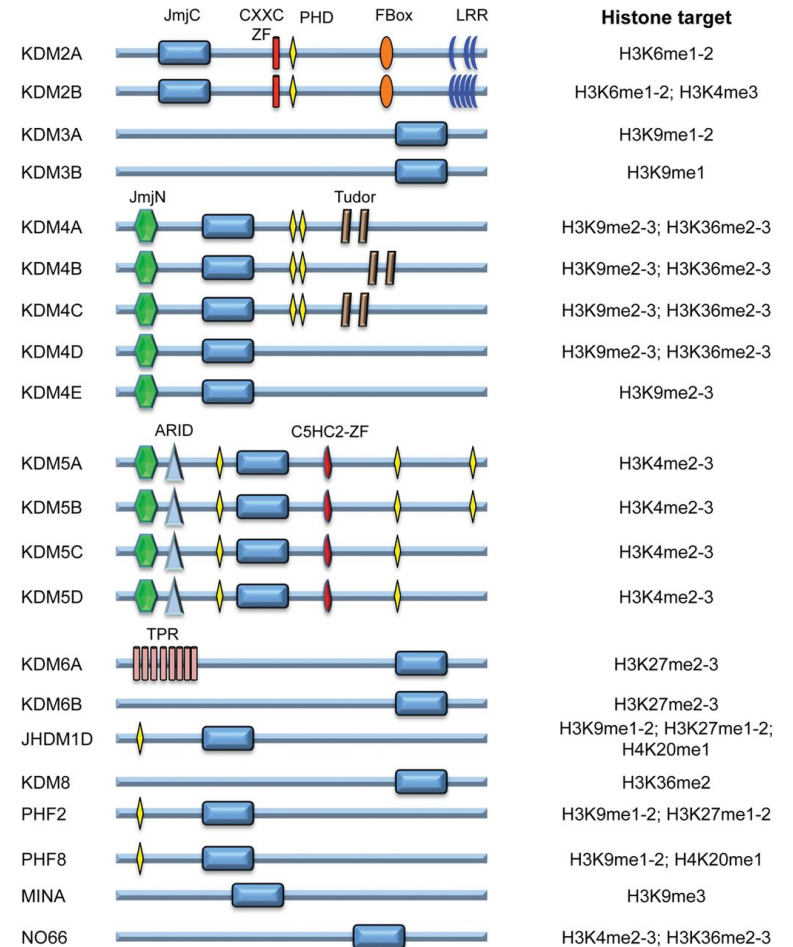 JmjC CXXC ZF PHD FBox LRR Histone target
KDM2A H3K6me1-2
KDM2B H3K6me1-2; H3K4me3
KDM3A H3K9me1-2
KDM3B H3K9me1
JmjN Tudor
KDM4A H3K9me2-3; H3K36me2-3
KDM4B H3K9me2-3; H3K36me2-3
KDM4C H3K9me2-3; H3K36me2-3
KDM4D H3K9me2-3; H3K36me2-3
KDM4E H3K9me2-3
ARID C5HC2-ZF
KDM5A H3K4me2-3
KDM5B H3K4me2-3
KDM5C H3K4me2-3
KDM5D H3K4me2-3
TPR
KDM6A H3K27me2-3
KDM6B H3K27me2-3
JHDM1D H3K9me1-2; H3K27me1-2;
H4K20me1
KDM8 H3K36me2
PHF2 H3K9me1-2; H3K27me1-2
PHF8 H3K9me1-2; H4K20me1
MINA H3K9me3
NO66 H3K4me2-3; H3K36me2-3